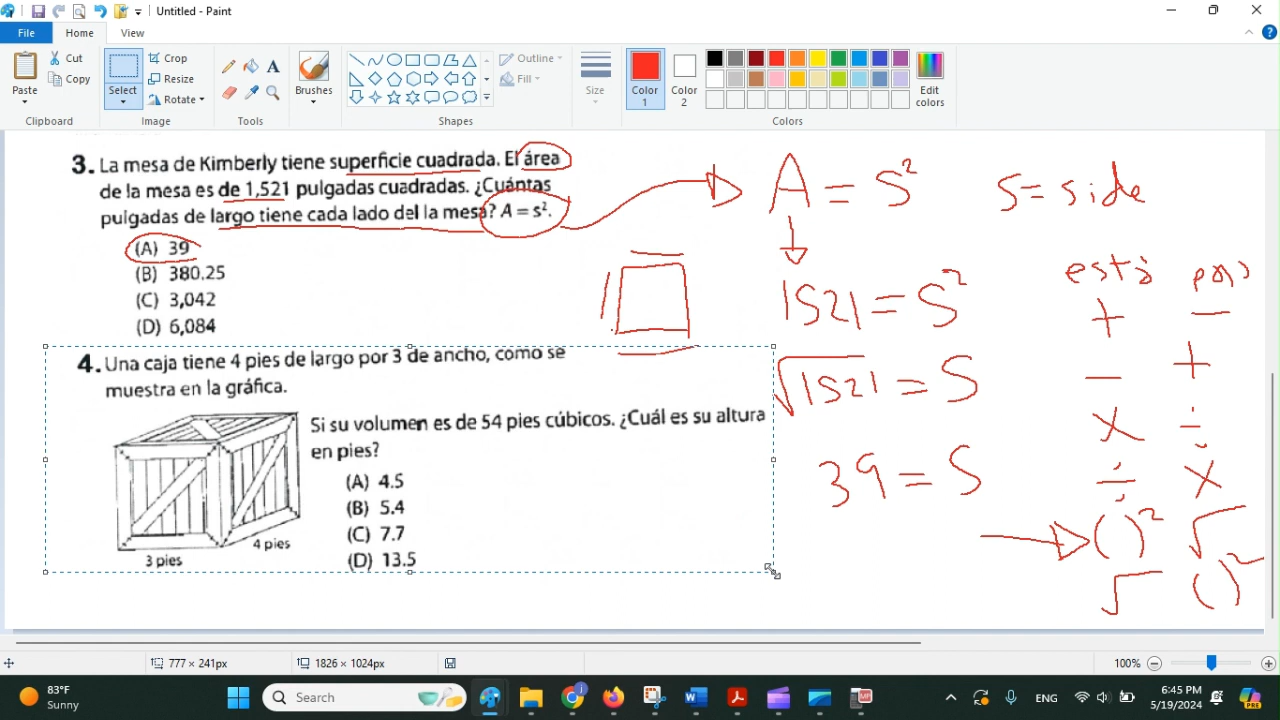 Untitled - Paint
File
Home
View
Paste
Cut
Copy
Clipboard
Select
Crop
Resize
Rotate
Image
A
Tools
Brushes
Outline
Fill
Shapes
Size
Color 1
Color 2
Edit colors
Colors
3. La mesa de Kimberly tiene superficie cuadrada. El área
de la mesa es de 1,521 pulgadas cuadradas. ¿Cuántas
pulgadas de largo tiene cada lado del la mesa? A = s².
(A) 39
(B) 380.25
(C) 3,042
(D) 6,084
4. Una caja tiene 4 pies de largo por 3 de ancho, como se
muestra en la gráfica.
Si su volumen es de 54 pies cúbicos. ¿Cuál es su altura
en pies?
(A) 4.5
(B) 5.4
(C) 7.7
(D) 13.5
3 pies
4 pies
A = S²
S = side
1521 = S²
√1521 = S
39 = S
está
+ −
− +
× ÷
÷ ×
( )² √
√ ( )²
777 × 241px
1826 × 1024px
100%
83°F
Sunny
Search
ENG
6:45 PM
5/19/2024
PRE